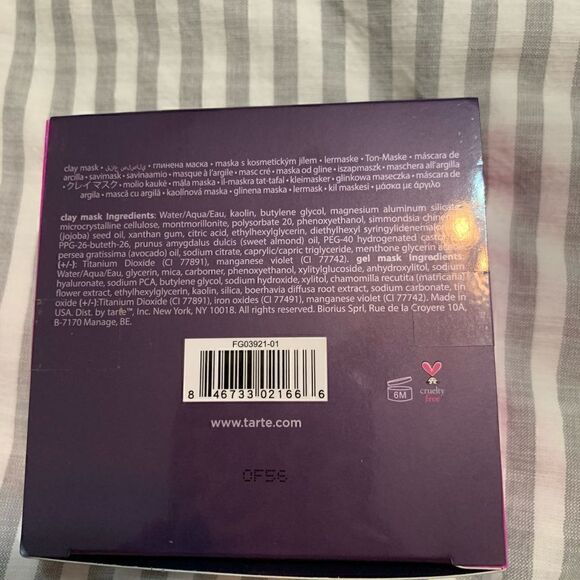 clay mask • قناع صلصالي • глинена маска • maska s kosmetickým jílem • lermaske • Ton-Maske • máscara de
arcilla • savimask • savinaamio • masque à l'argile • masc cré • maska od gline • iszapmaszk • maschera all'argilla
• クレイ マスク • molio kaukė • māla maska • il-maskra tat-tafal • kleimasker • glinkowa maseczka • máscara de
argila • mască cu argilă • kaolínová maska • glinena maska • lermask • kil maskesi • μάσκα με άργιλο
clay mask Ingredients: Water/Aqua/Eau, kaolin, butylene glycol, magnesium aluminum silicate,
microcrystalline cellulose, montmorillonite, polysorbate 20, phenoxyethanol, simmondsia chinensis
(jojoba) seed oil, xanthan gum, citric acid, ethylhexylglycerin, diethylhexyl syringylidenemalonate,
PPG-26-buteth-26, prunus amygdalus dulcis (sweet almond) oil, PEG-40 hydrogenated castor oil,
persea gratissima (avocado) oil, sodium citrate, caprylic/capric triglyceride, menthone glycerin acetal,
(+/-): Titanium Dioxide (CI 77891), manganese violet (CI 77742). gel mask Ingredients:
Water/Aqua/Eau, glycerin, mica, carbomer, phenoxyethanol, xylitylglucoside, anhydroxylitol, sodium
hyaluronate, sodium PCA, butylene glycol, sodium hydroxide, xylitol, chamomilla recutita (matricaria)
flower extract, ethylhexylglycerin, kaolin, silica, boerhavia diffusa root extract, sodium carbonate, tin
oxide (+/-):Titanium Dioxide (CI 77891), iron oxides (CI 77491), manganese violet (CI 77742). Made in
USA. Dist. by tarte™, Inc. New York, NY 10018. All rights reserved. Biorius Sprl, Rue de la Croyere 10A,
B-7170 Manage, BE.
FG03921-01
8 46733 02166 6
6M
cruelty
free
www.tarte.com
0F56